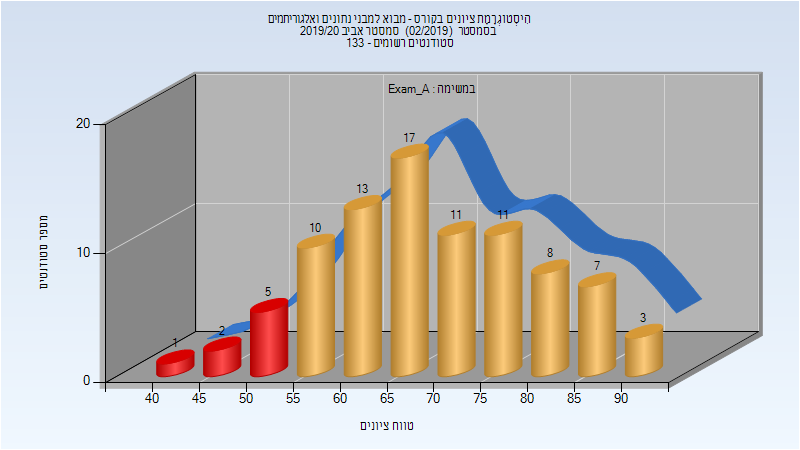 הִיסְטוֹגְרָמַת ציונים בקורס - מבוא למבני נתונים ואלגוריתמים
בסמסטר (02/2019) סמסטר אביב 2019/20
סטודנטים רשומים - 133
במשימה : Exam_A
מספר סטודנטים
20
10
0
1
2
5
10
13
17
11
11
8
7
3
40 45 50 55 60 65 70 75 80 85 90
טווח ציונים